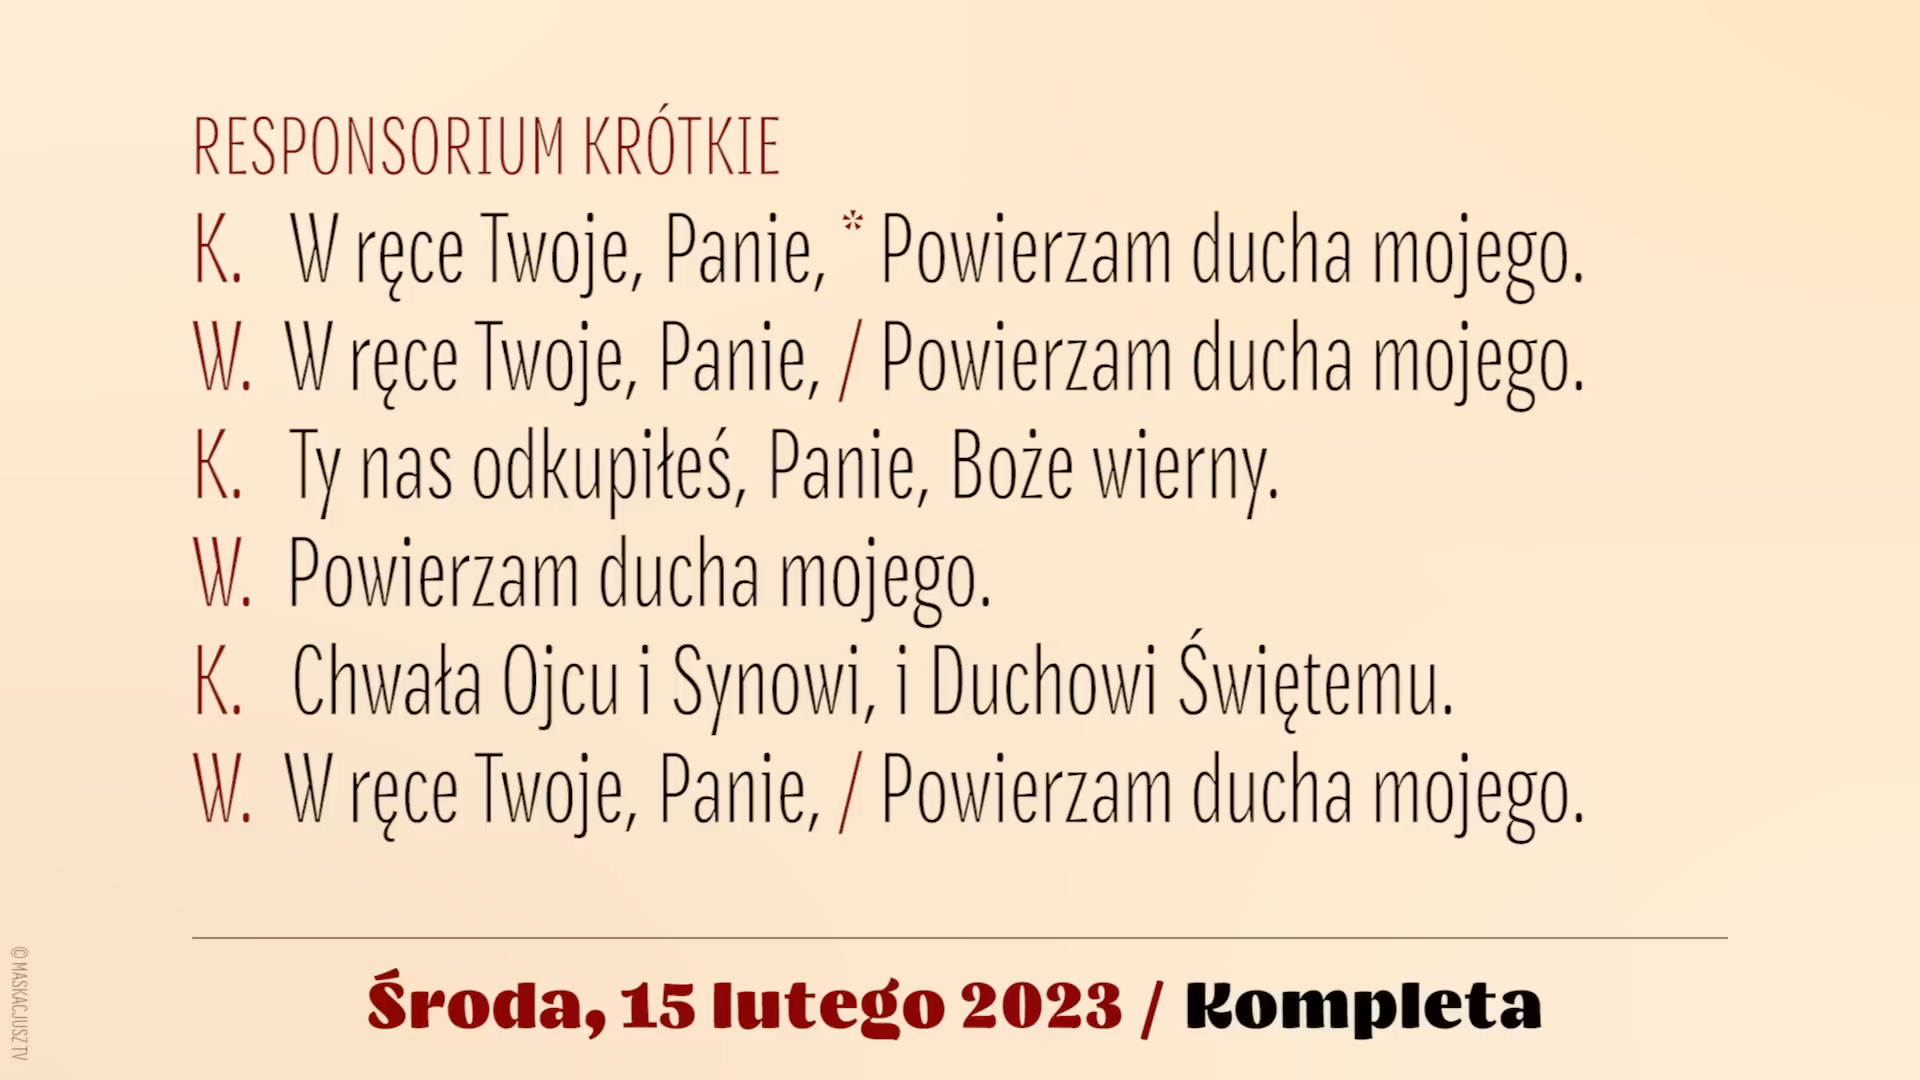 RESPONSORIUM KRÓTKIE
K. W ręce Twoje, Panie, * Powierzam ducha mojego.
W. W ręce Twoje, Panie, / Powierzam ducha mojego.
K. Ty nas odkupiłeś, Panie, Boże wierny.
W. Powierzam ducha mojego.
K. Chwała Ojcu i Synowi, i Duchowi Świętemu.
W. W ręce Twoje, Panie, / Powierzam ducha mojego.
Środa, 15 lutego 2023 / Kompleta
© MASKACJUSZ TV